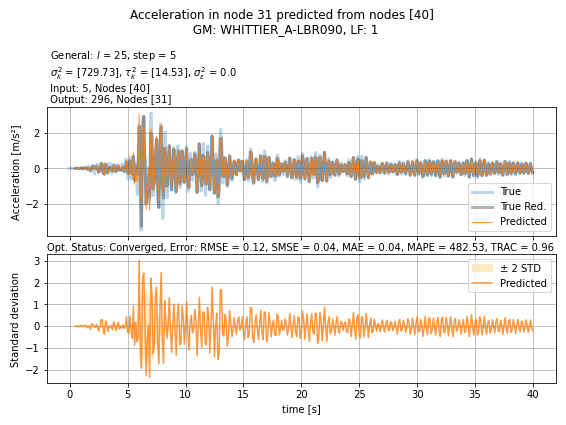 Acceleration in node 31 predicted from nodes [40]
GM: WHITTIER_A-LBR090, LF: 1
General: l = 25, step = 5
σ²ₖ = [729.73], τ²ₖ = [14.53], σ²ε = 0.0
Input: 5, Nodes [40]
Output: 296, Nodes [31]
Acceleration [m/s²]
2
0
−2
True
True Red.
Predicted
Opt. Status: Converged, Error: RMSE = 0.12, SMSE = 0.04, MAE = 0.04, MAPE = 482.53, TRAC = 0.96
Standard deviation
3
2
1
0
−1
−2
± 2 STD
Predicted
0 5 10 15 20 25 30 35 40
time [s]